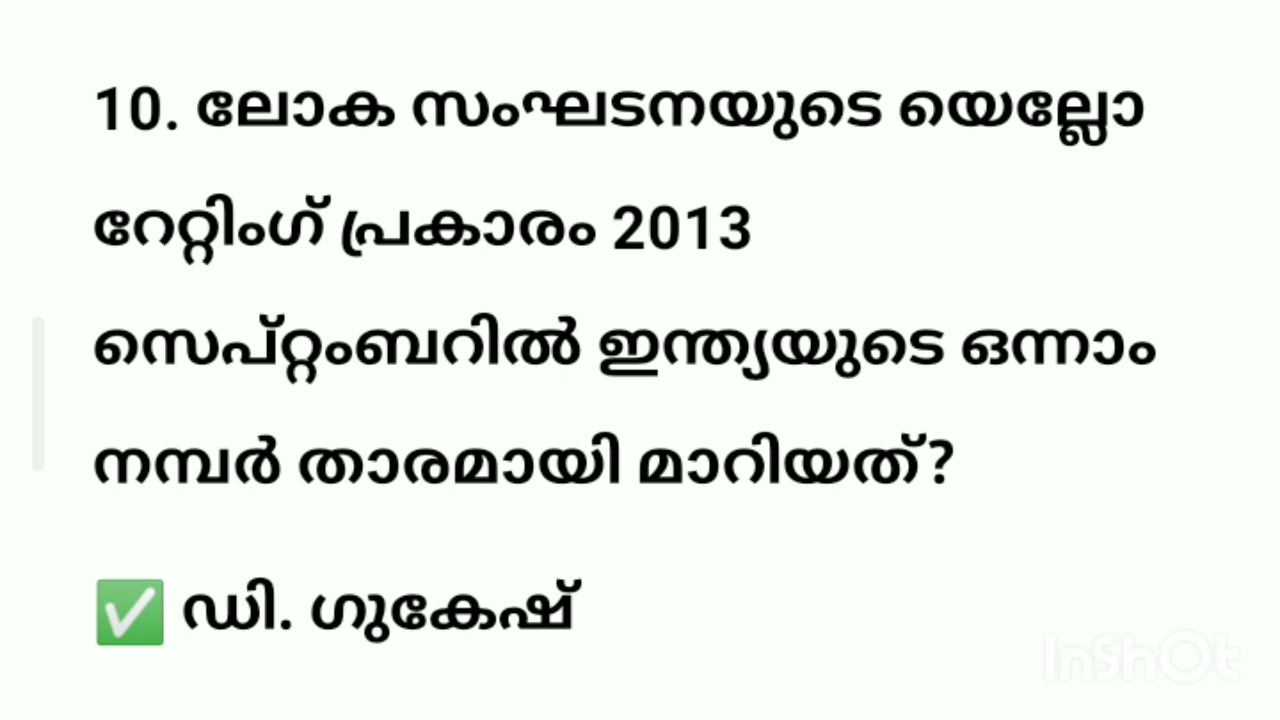 10. ലോക സംഘടനയുടെ യെല്ലോ
റേറ്റിംഗ് പ്രകാരം 2013
സെപ്റ്റംബറിൽ ഇന്ത്യയുടെ ഒന്നാം
നമ്പർ താരമായി മാറിയത്?
✅ ഡി. ഗുകേഷ്
InShOt